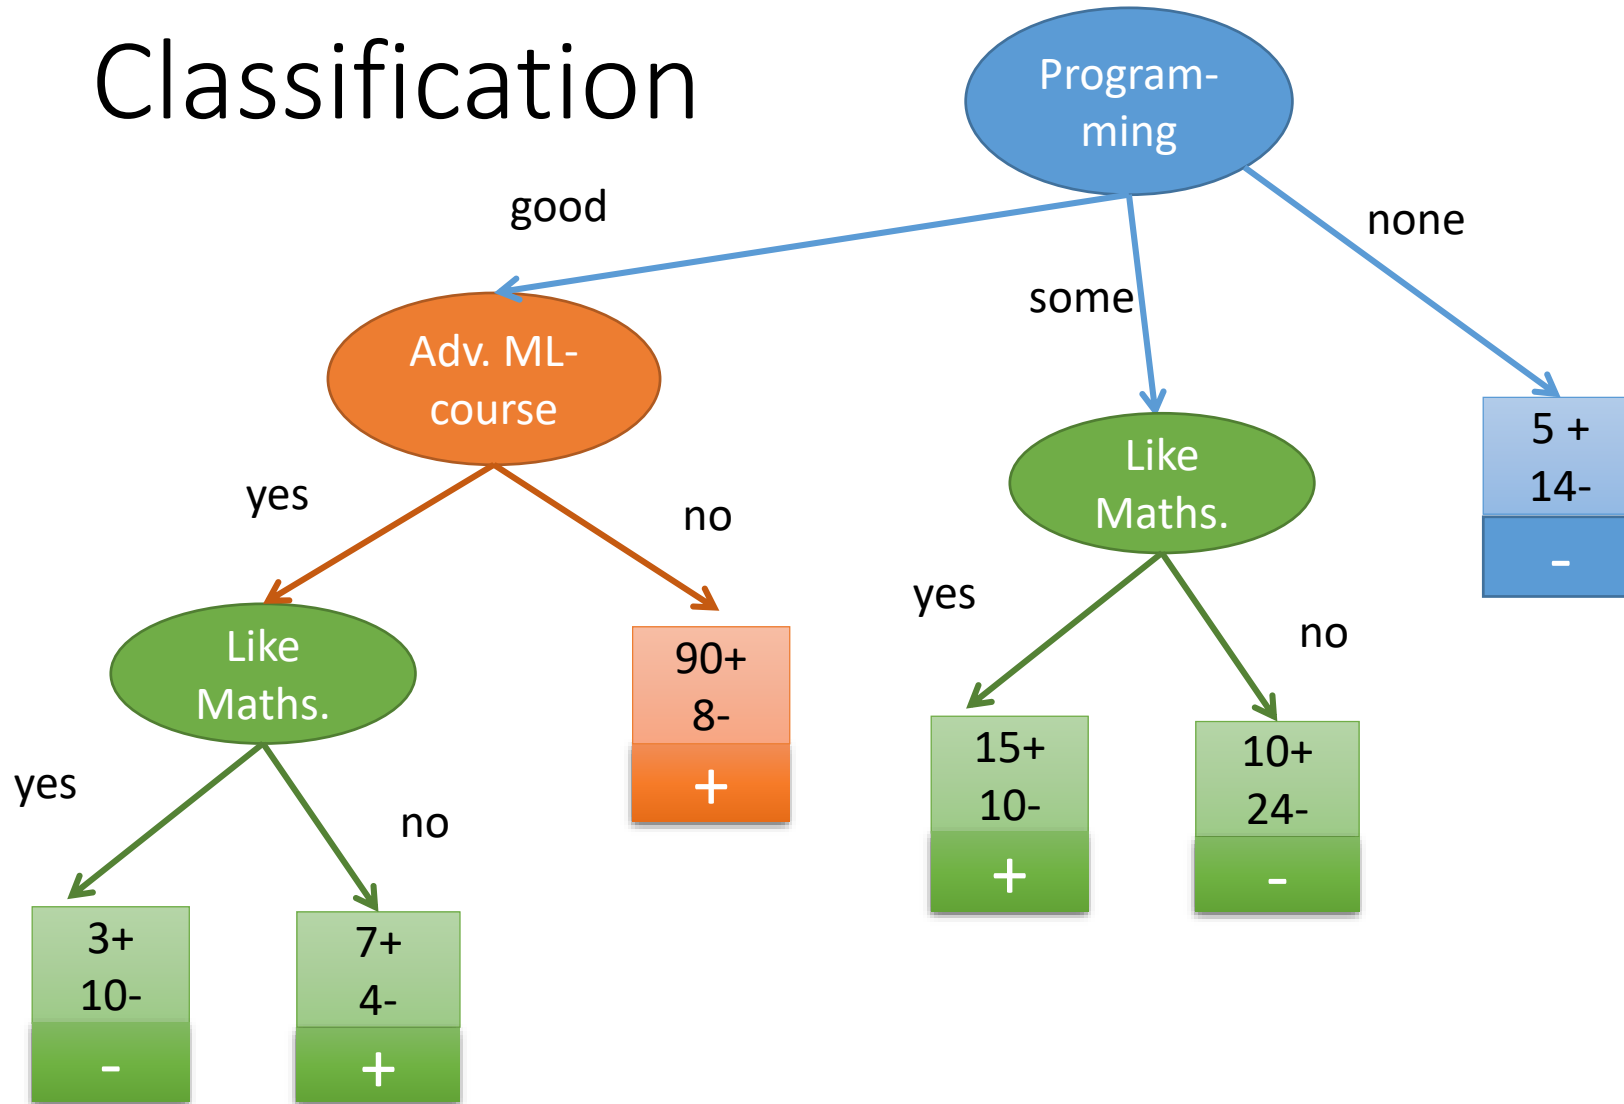 Classification
Program-
ming
good
some
none
Adv. ML-
course
Like
Maths.
5 +
14-
-
yes
no
yes
no
Like
Maths.
90+
8-
+
15+
10-
+
10+
24-
-
yes
no
3+
10-
-
7+
4-
+